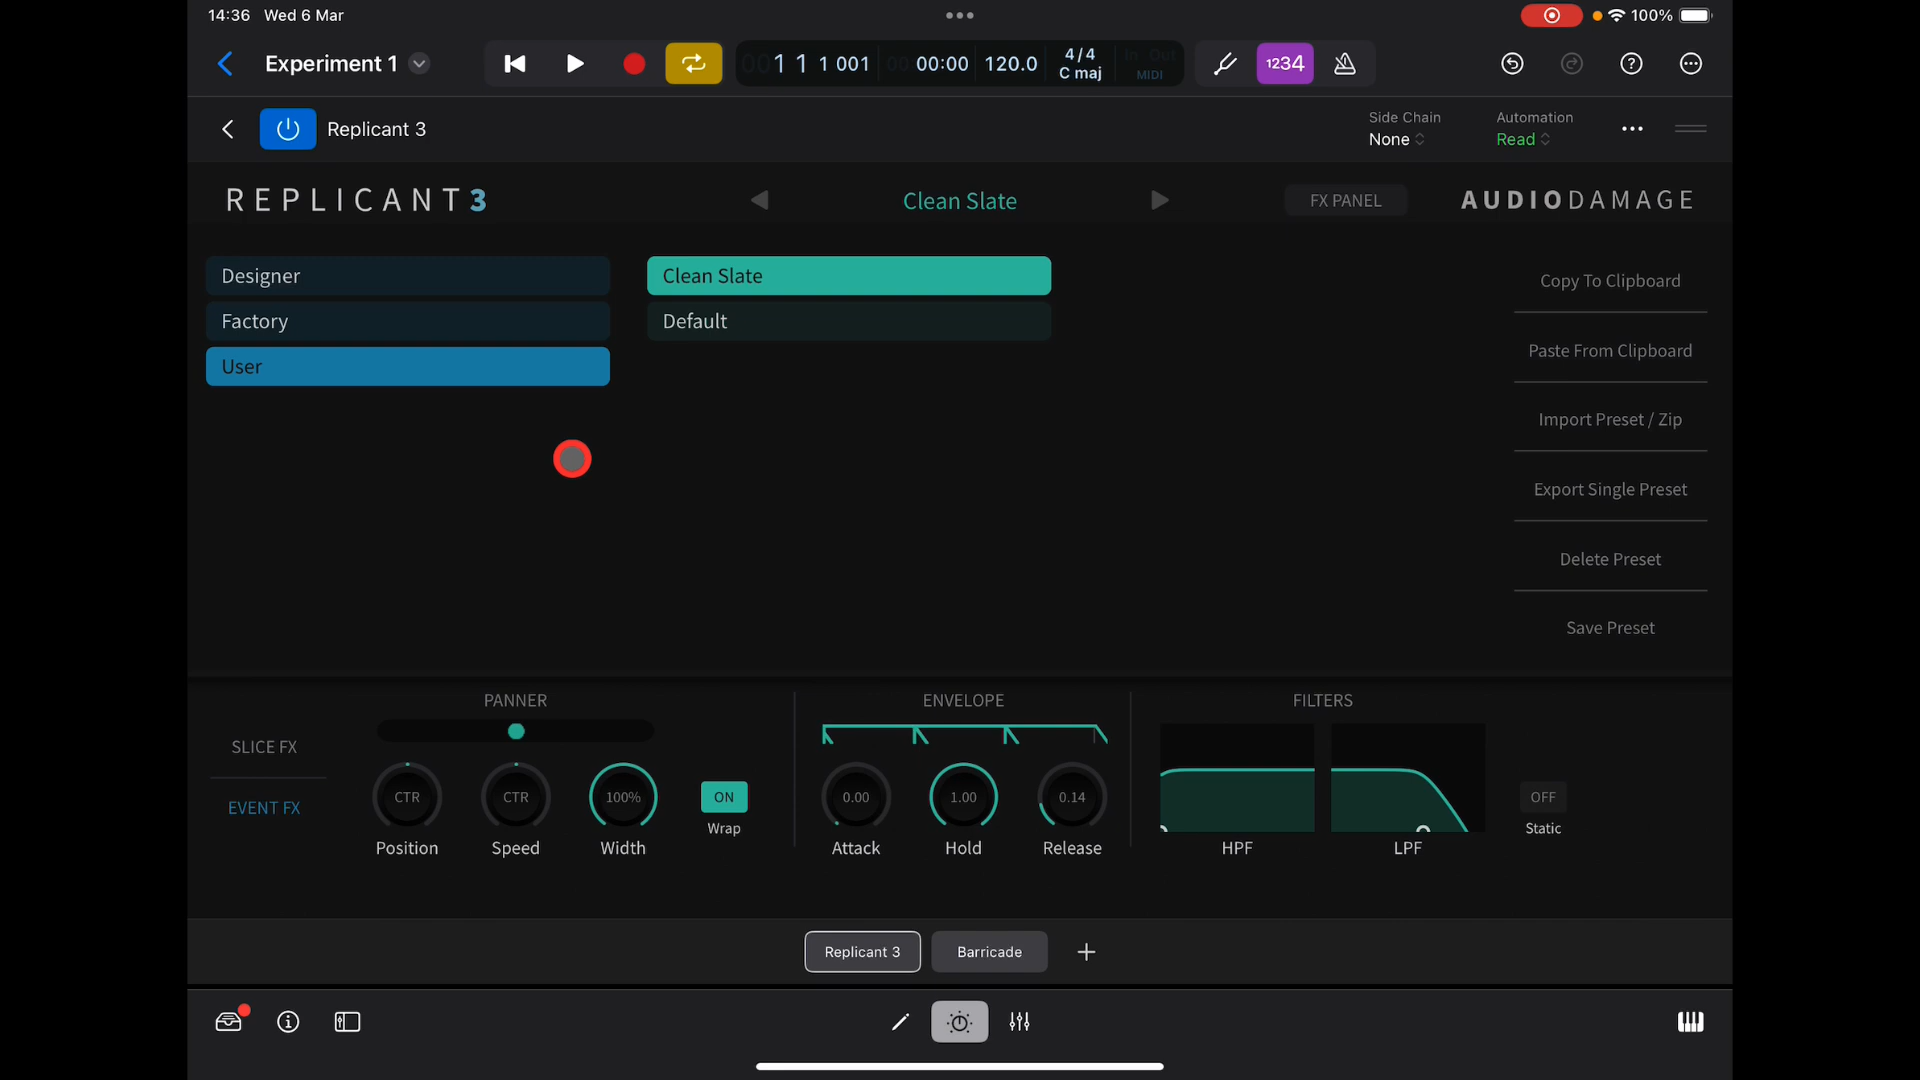 14:36 Wed 6 Mar
100%
Experiment 1
1 1 1 001
00:00
120.0
4/4
C maj
In Out
MIDI
1234
Replicant 3
Side Chain
None
Automation
Read
REPLICANT3
Clean Slate
FX PANEL
AUDIODAMAGE
Designer
Factory
User
Clean Slate
Default
Copy To Clipboard
Paste From Clipboard
Import Preset / Zip
Export Single Preset
Delete Preset
Save Preset
SLICE FX
EVENT FX
PANNER
CTR
CTR
100%
ON
Wrap
Position
Speed
Width
ENVELOPE
0.00
1.00
0.14
Attack
Hold
Release
FILTERS
HPF
LPF
OFF
Static
Replicant 3
Barricade